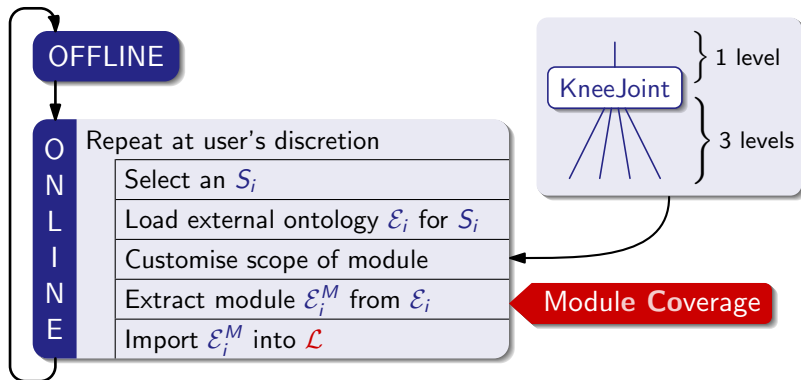 OFFLINE
ONLINE
Repeat at user's discretion
Select an Sᵢ
Load external ontology ℰᵢ for Sᵢ
Customise scope of module
Extract module ℰᵢᴹ from ℰᵢ
Import ℰᵢᴹ into ℒ
1 level
KneeJoint
3 levels
Module Coverage